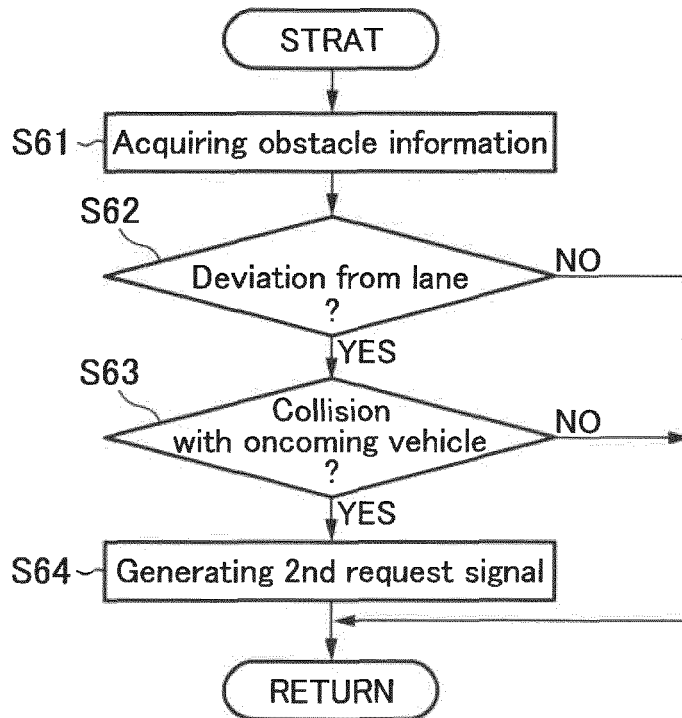 STRAT
S61
Acquiring obstacle information
S62
Deviation from lane
?
NO
YES
S63
Collision
with oncoming vehicle
?
NO
YES
S64
Generating 2nd request signal
RETURN